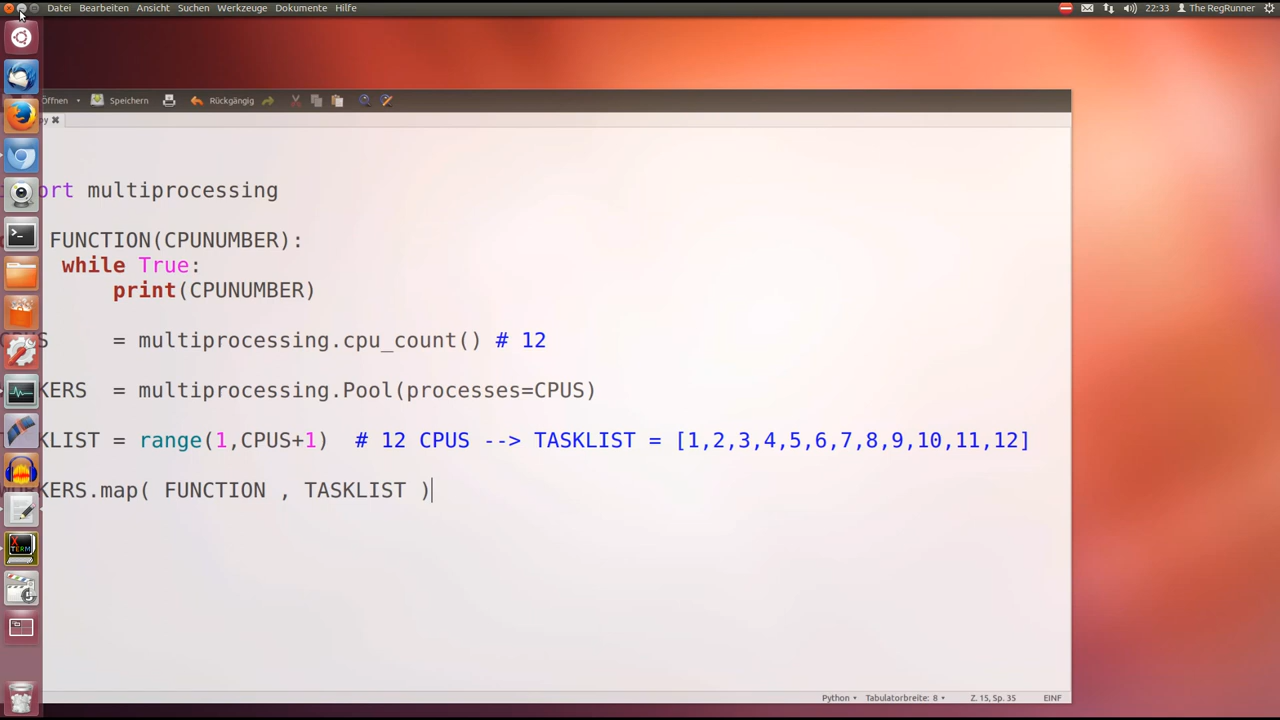 Datei Bearbeiten Ansicht Suchen Werkzeuge Dokumente Hilfe 22:33 The RegRunner
Öffnen Speichern Rückgängig
py
ort multiprocessing
FUNCTION(CPUNUMBER):
while True:
print(CPUNUMBER)
CPUS = multiprocessing.cpu_count() # 12
KERS = multiprocessing.Pool(processes=CPUS)
KLIST = range(1,CPUS+1) # 12 CPUS --> TASKLIST = [1,2,3,4,5,6,7,8,9,10,11,12]
KERS.map( FUNCTION , TASKLIST )
X TERM
Python Tabulatorbreite: 8 Z. 15, Sp. 35 EINF